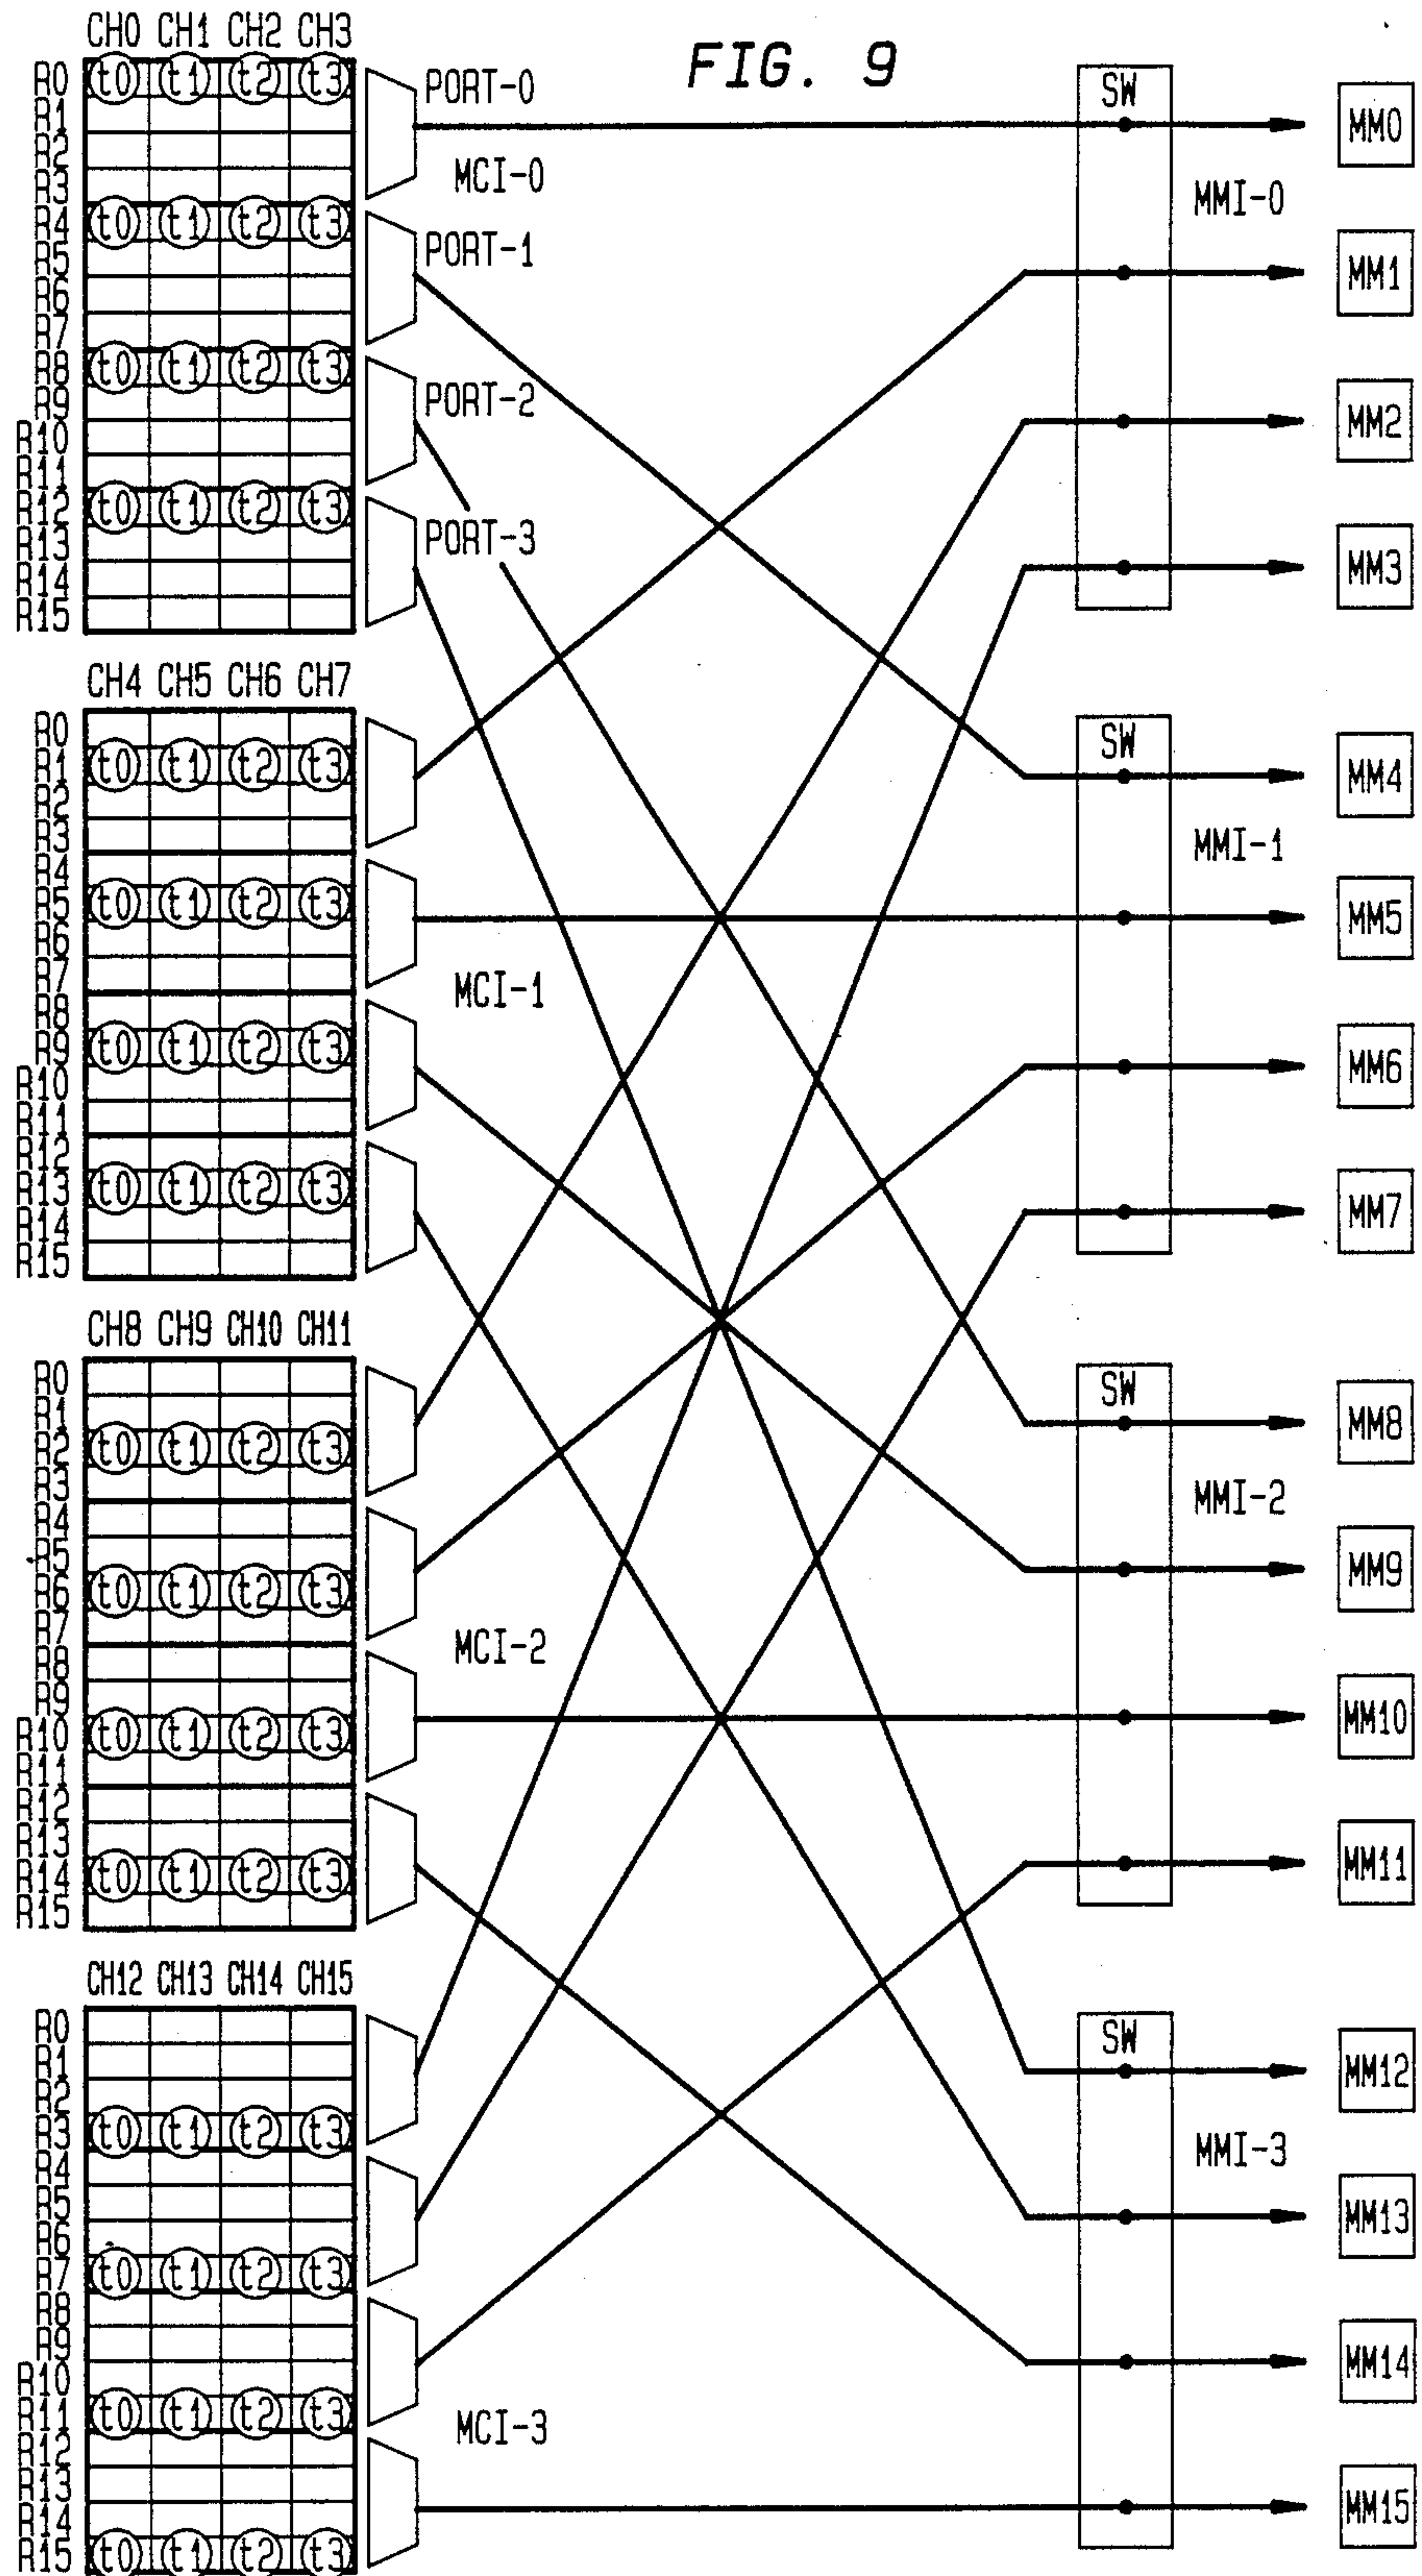 FIG. 9
CH0 CH1 CH2 CH3
R0 t0 t1 t2 t3
R1
R2
R3
R4 t0 t1 t2 t3
R5
R6
R7
R8 t0 t1 t2 t3
R9
R10
R11
R12 t0 t1 t2 t3
R13
R14
R15
PORT-0
MCI-0
PORT-1
PORT-2
PORT-3
SW
MMI-0
MM0
MM1
MM2
MM3
CH4 CH5 CH6 CH7
R0
R1 t0 t1 t2 t3
R2
R3
R4
R5 t0 t1 t2 t3
R6
R7
R8
R9 t0 t1 t2 t3
R10
R11
R12
R13 t0 t1 t2 t3
R14
R15
MCI-1
SW
MMI-1
MM4
MM5
MM6
MM7
CH8 CH9 CH10 CH11
R0
R1
R2 t0 t1 t2 t3
R3
R4
R5
R6 t0 t1 t2 t3
R7
R8
R9
R10 t0 t1 t2 t3
R11
R12
R13
R14 t0 t1 t2 t3
R15
MCI-2
SW
MMI-2
MM8
MM9
MM10
MM11
CH12 CH13 CH14 CH15
R0
R1
R2
R3 t0 t1 t2 t3
R4
R5
R6
R7 t0 t1 t2 t3
R8
R9
R10
R11 t0 t1 t2 t3
R12
R13
R14
R15 t0 t1 t2 t3
MCI-3
SW
MMI-3
MM12
MM13
MM14
MM15